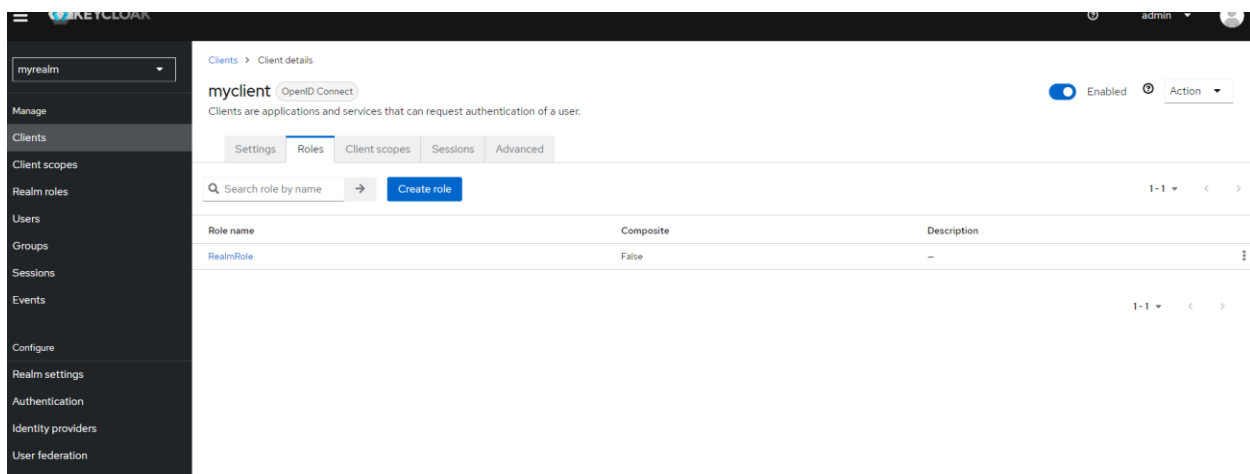 KEYCLOAK
admin
myrealm
Manage
Clients
Client scopes
Realm roles
Users
Groups
Sessions
Events
Configure
Realm settings
Authentication
Identity providers
User federation
Clients > Client details
myclient OpenID Connect
Enabled
Action
Clients are applications and services that can request authentication of a user.
Settings Roles Client scopes Sessions Advanced
Search role by name → Create role 1-1
Role name Composite Description
RealmRole False –
1-1